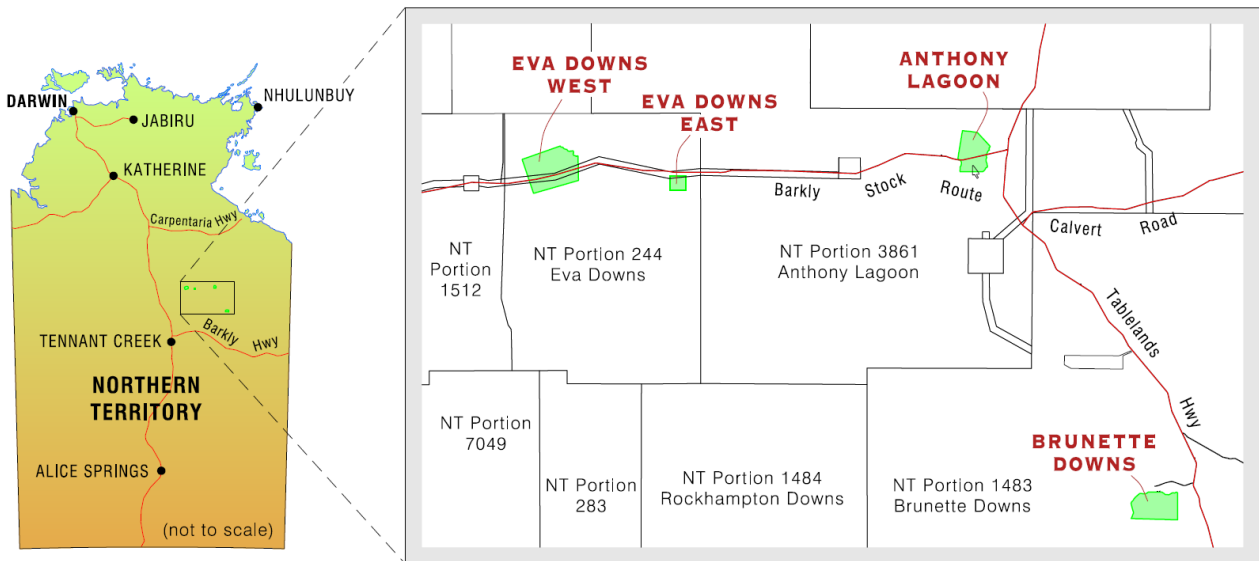 DARWIN
NHULUNBUY
JABIRU
KATHERINE
Carpentaria Hwy
TENNANT CREEK
Barkly Hwy
NORTHERN
TERRITORY
ALICE SPRINGS
(not to scale)
EVA DOWNS
WEST
EVA DOWNS
EAST
ANTHONY
LAGOON
Barkly Stock Route
Calvert Road
NT
Portion
1512
NT Portion 244
Eva Downs
NT Portion 3861
Anthony Lagoon
Tablelands Hwy
NT Portion
7049
NT Portion
283
NT Portion 1484
Rockhampton Downs
NT Portion 1483
Brunette Downs
BRUNETTE
DOWNS